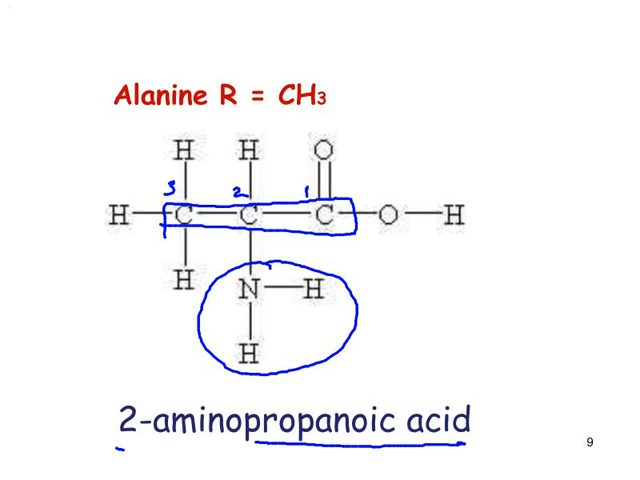 Alanine R = CH3
H H O
3 2 1
H C C C O H
H N H
H
2-aminopropanoic acid
9